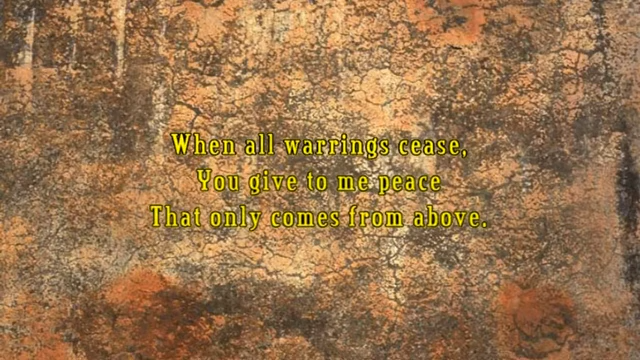 When all warrings cease,
You give to me peace
That only comes from above.